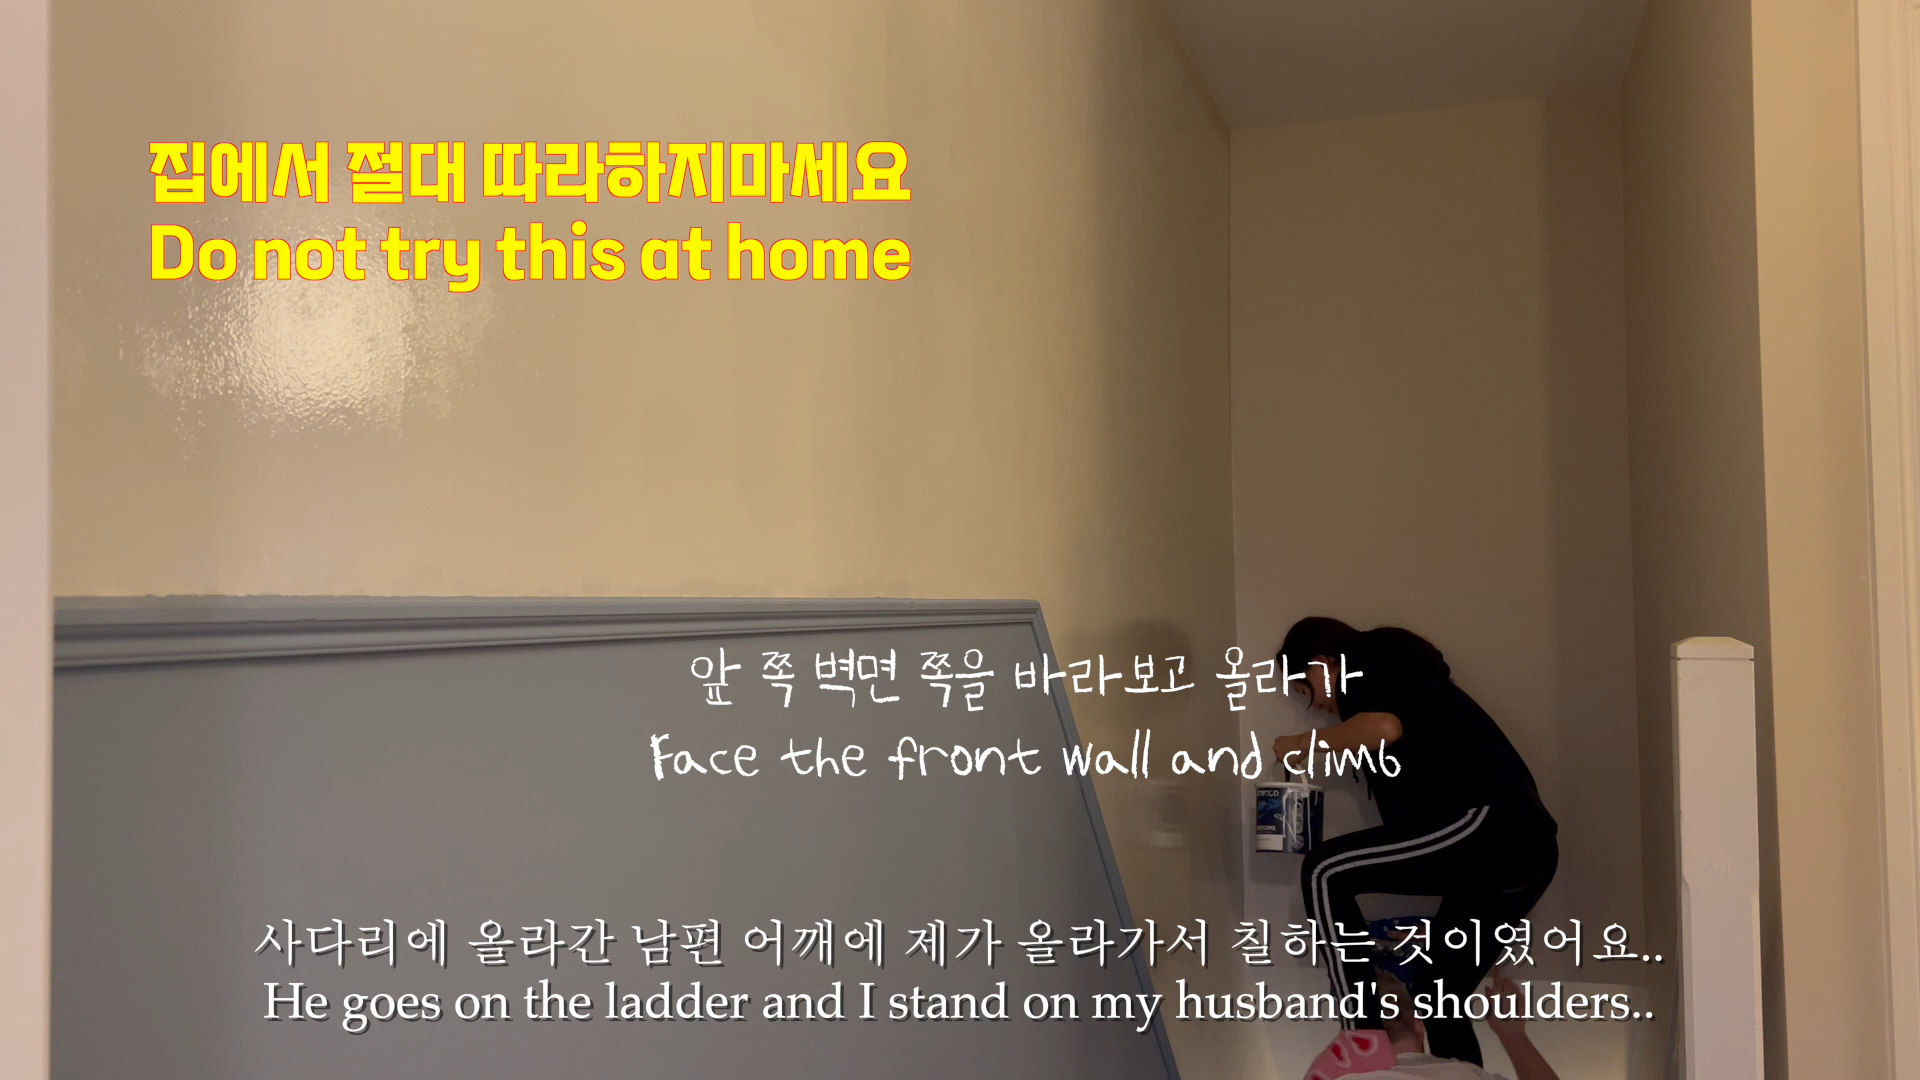 집에서 절대 따라하지마세요
Do not try this at home
앞 쪽 벽면 쪽을 바라보고 올라가
Face the front wall and climb
사다리에 올라간 남편 어깨에 제가 올라가서 칠하는 것이였어요..
He goes on the ladder and I stand on my husband's shoulders..